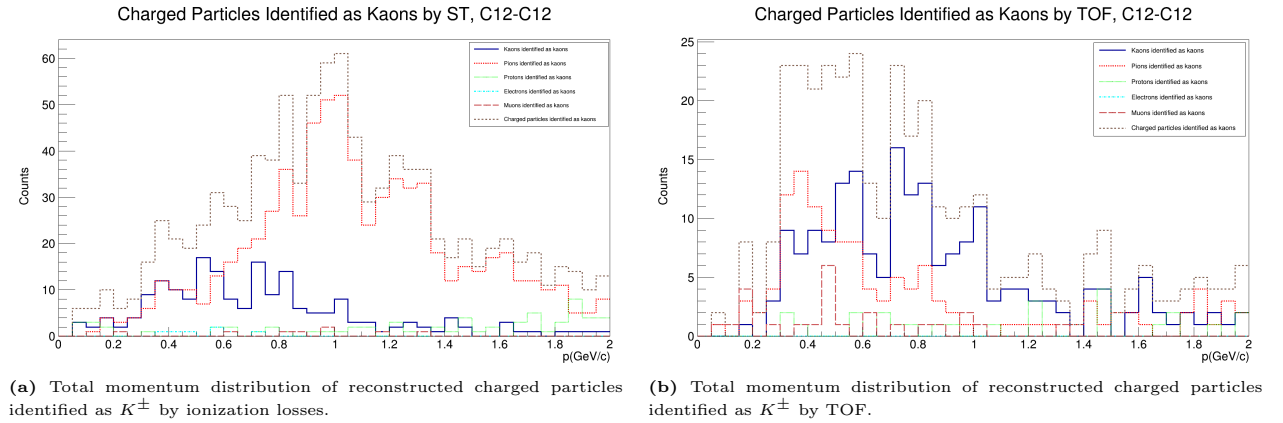 Charged Particles Identified as Kaons by ST, C12-C12
Counts
60
50
40
30
20
10
0
0 0.2 0.4 0.6 0.8 1 1.2 1.4 1.6 1.8 2
p(GeV/c)
Kaons identified as kaons
Pions identified as kaons
Protons identified as kaons
Electrons identified as kaons
Muons identified as kaons
Charged particles identified as kaons
(a) Total momentum distribution of reconstructed charged particles
identified as K± by ionization losses.
Charged Particles Identified as Kaons by TOF, C12-C12
Counts
25
20
15
10
5
0
0 0.2 0.4 0.6 0.8 1 1.2 1.4 1.6 1.8 2
p(GeV/c)
Kaons identified as kaons
Pions identified as kaons
Protons identified as kaons
Electrons identified as kaons
Muons identified as kaons
Charged particles identified as kaons
(b) Total momentum distribution of reconstructed charged particles
identified as K± by TOF.